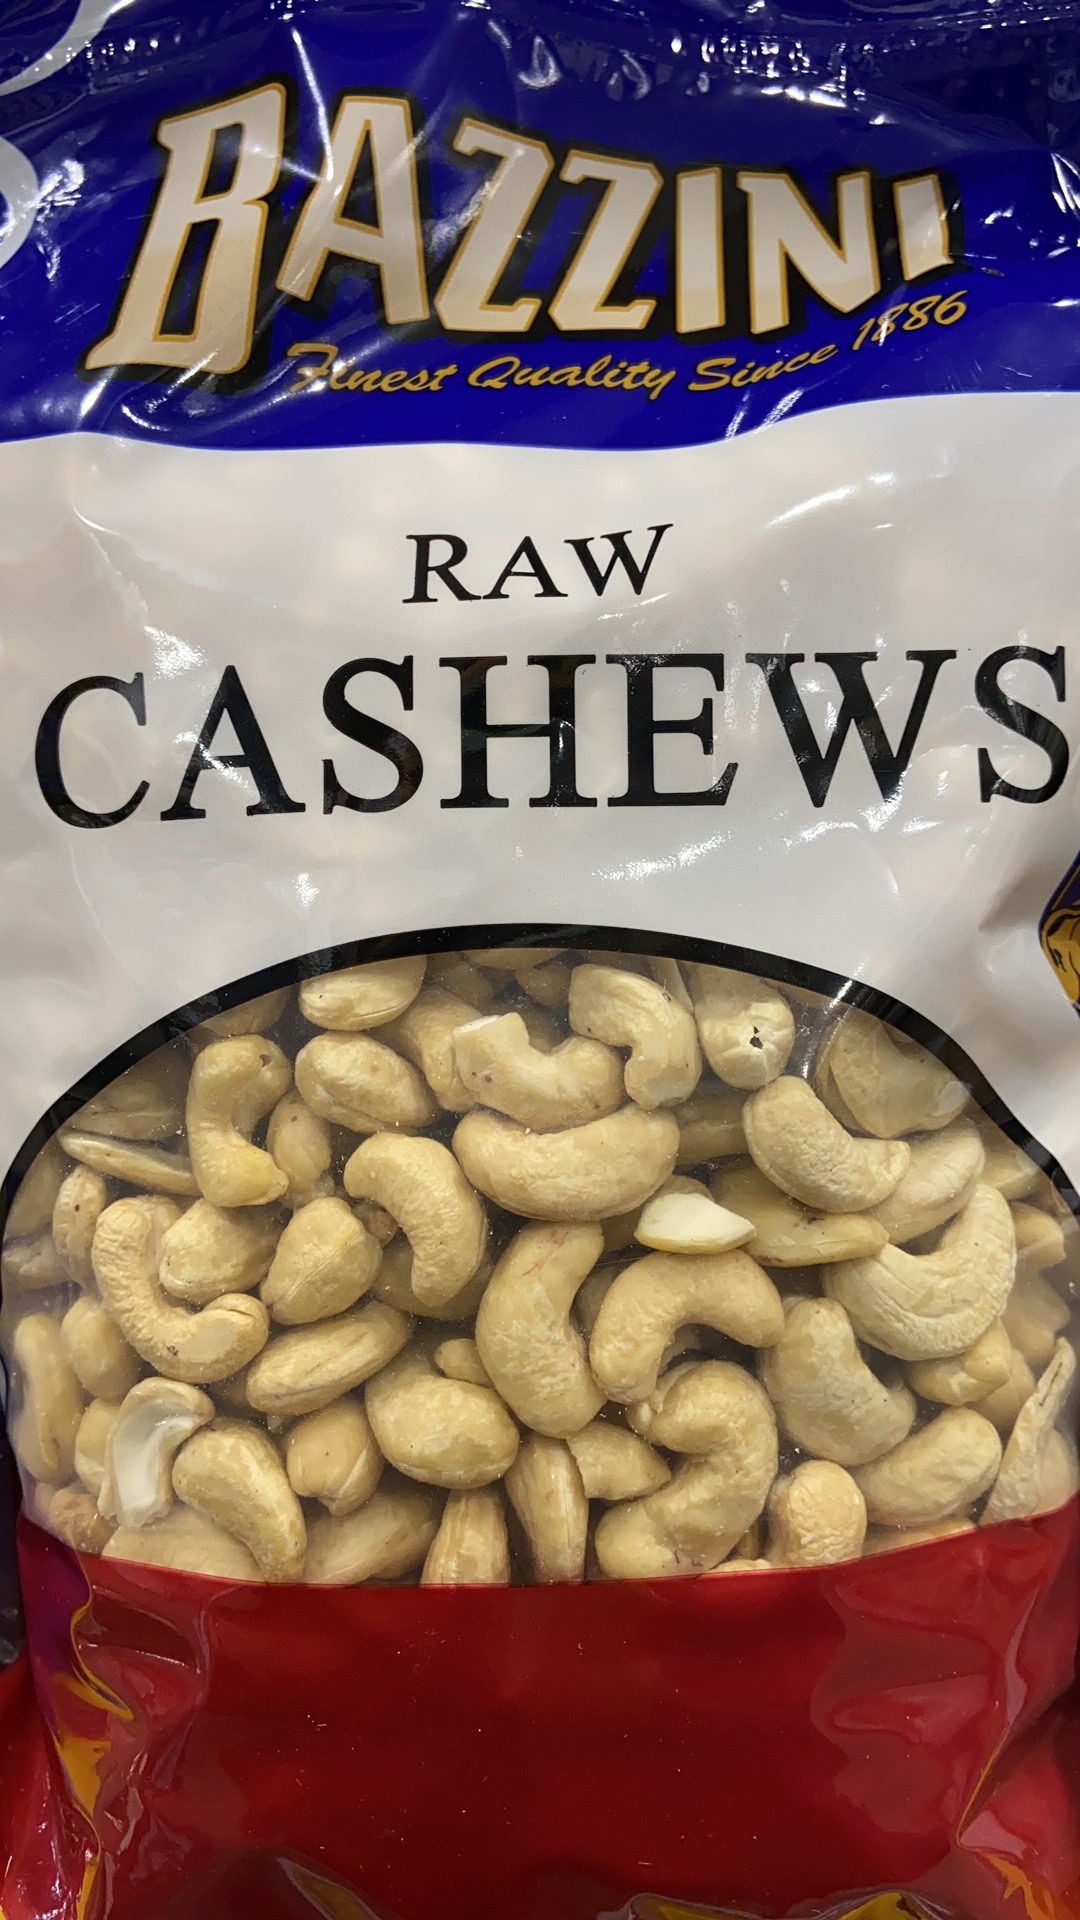 BAZZINI
Finest Quality Since 1886
RAW
CASHEWS